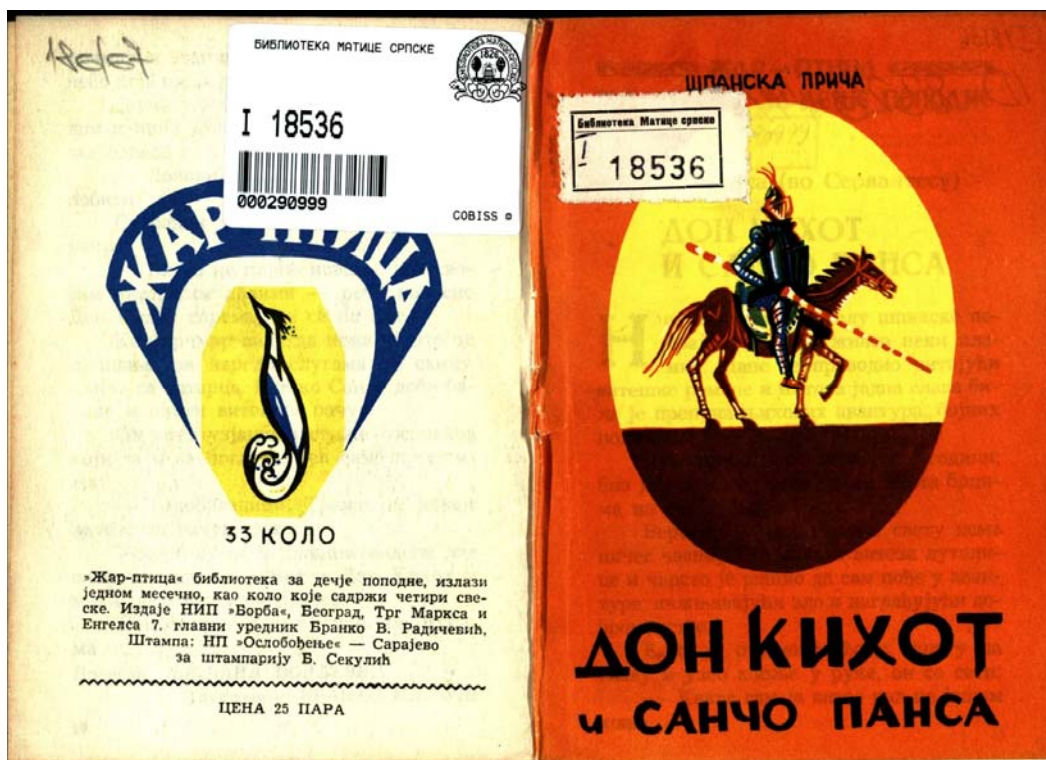 БИБЛИОТЕКА МАТИЦЕ СРПСКЕ
I 18536
000290999
COBISS
ЖАР-ПТИЦА
33 КОЛО
»Жар-птица« библиотека за дечје поподне, излази
једном месечно, као коло које садржи четири све-
ске. Издаје НИП »Борба«, Београд, Трг Маркса и
Енгелса 7. главни уредник Бранко В. Радичевић,
Штампа: НП »Ослобођење« — Сарајево
за штампарију Б. Секулић
ЦЕНА 25 ПАРА
ШПАНСКА ПРИЧА
Библиотека Матице српске
I
18536
ДОН КИХОТ
и САНЧО ПАНСА